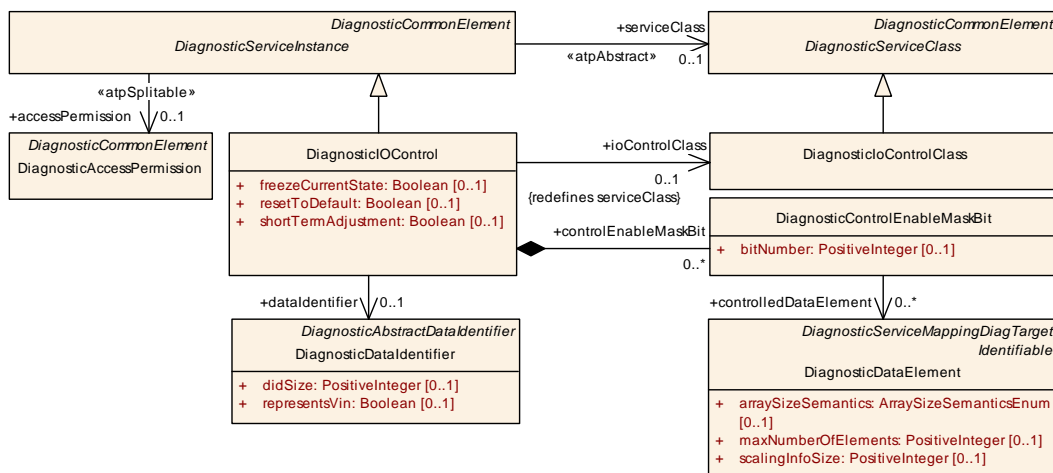 DiagnosticCommonElement
DiagnosticServiceInstance
+serviceClass
«atpAbstract»
0..1
DiagnosticCommonElement
DiagnosticServiceClass
«atpSplitable»
+accessPermission
0..1
DiagnosticCommonElement
DiagnosticAccessPermission
DiagnosticIOControl
+ freezeCurrentState: Boolean [0..1]
+ resetToDefault: Boolean [0..1]
+ shortTermAdjustment: Boolean [0..1]
+ioControlClass
0..1
{redefines serviceClass}
DiagnosticIoControlClass
+controlEnableMaskBit
0..*
DiagnosticControlEnableMaskBit
+ bitNumber: PositiveInteger [0..1]
+dataIdentifier
0..1
+controlledDataElement
0..*
DiagnosticAbstractDataIdentifier
DiagnosticDataIdentifier
+ didSize: PositiveInteger [0..1]
+ representsVin: Boolean [0..1]
DiagnosticServiceMappingDiagTarget
Identifiable
DiagnosticDataElement
+ arraySizeSemantics: ArraySizeSemanticsEnum
[0..1]
+ maxNumberOfElements: PositiveInteger [0..1]
+ scalingInfoSize: PositiveInteger [0..1]